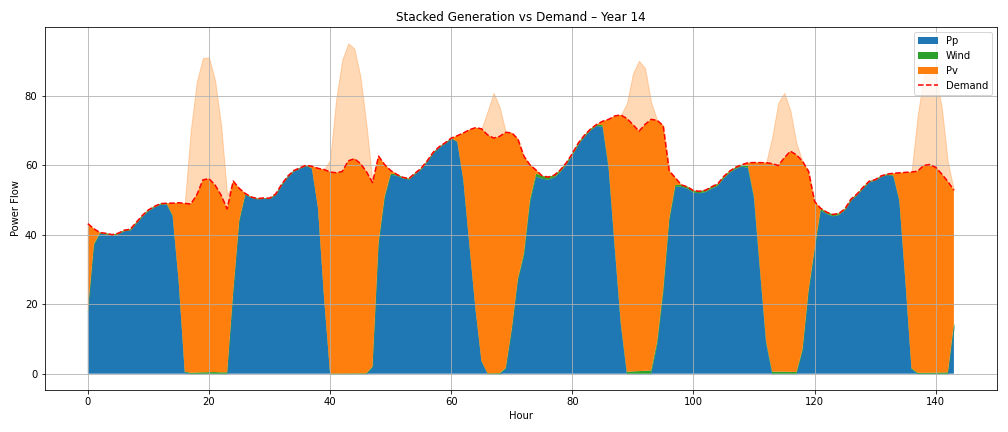 Stacked Generation vs Demand – Year 14
Pp
Wind
Pv
Demand
Power Flow
80
60
40
20
0
0 20 40 60 80 100 120 140
Hour